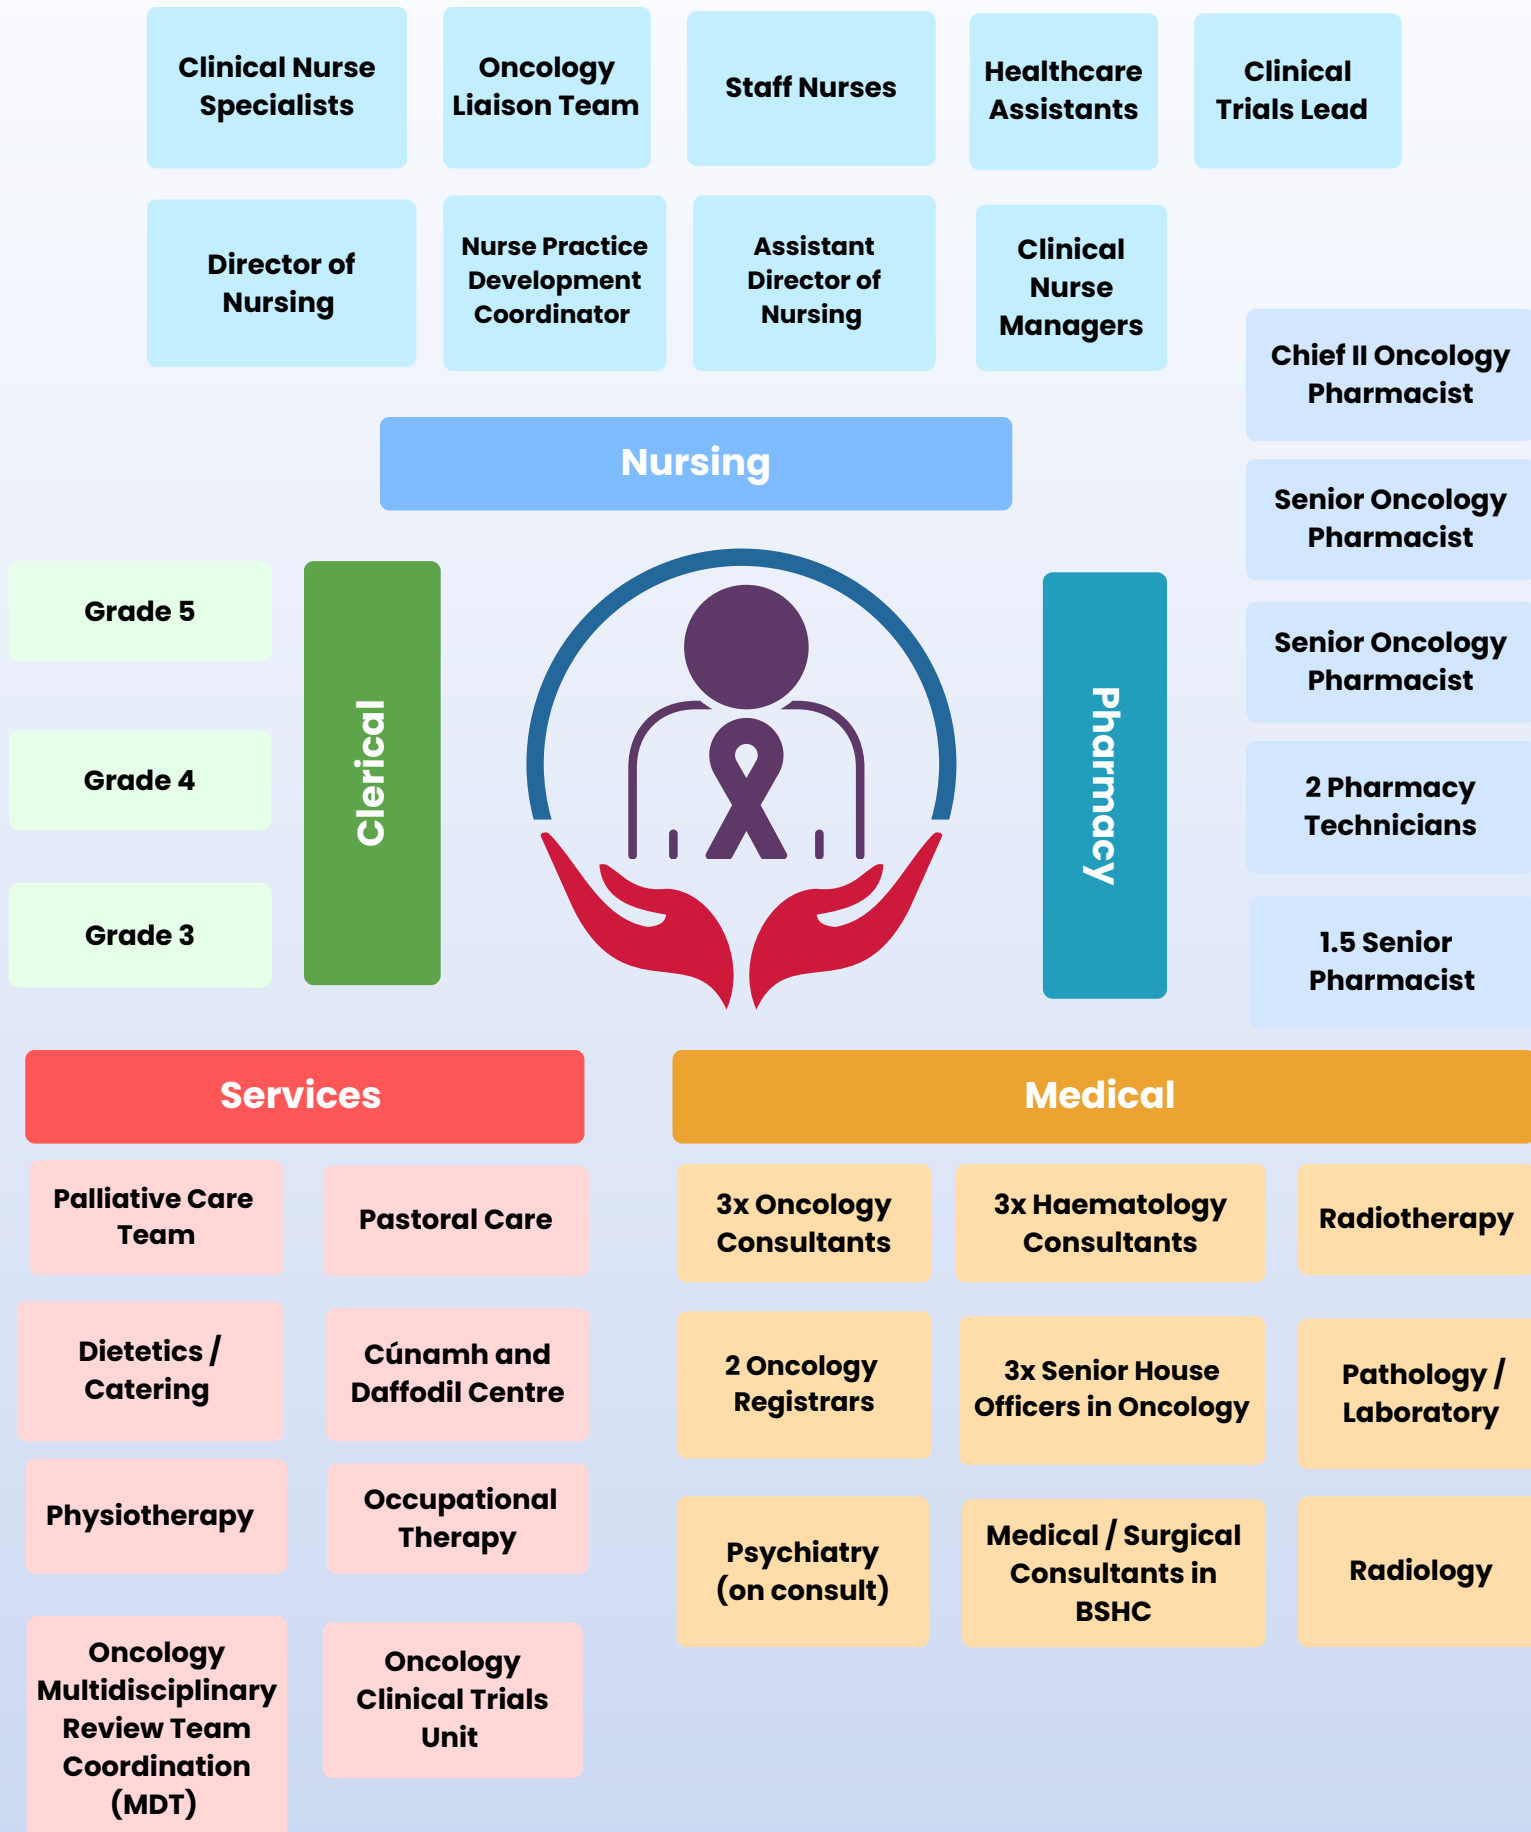 Clinical Nurse
Specialists
Oncology
Liaison Team
Staff Nurses
Healthcare
Assistants
Clinical
Trials Lead
Director of
Nursing
Nurse Practice
Development
Coordinator
Assistant
Director of
Nursing
Clinical
Nurse
Managers
Nursing
Chief II Oncology
Pharmacist
Senior Oncology
Pharmacist
Senior Oncology
Pharmacist
2 Pharmacy
Technicians
1.5 Senior
Pharmacist
Pharmacy
Clerical
Grade 5
Grade 4
Grade 3
Services
Palliative Care
Team
Pastoral Care
Dietetics /
Catering
Cúnamh and
Daffodil Centre
Physiotherapy
Occupational
Therapy
Oncology
Multidisciplinary
Review Team
Coordination
(MDT)
Oncology
Clinical Trials
Unit
Medical
3x Oncology
Consultants
3x Haematology
Consultants
Radiotherapy
2 Oncology
Registrars
3x Senior House
Officers in Oncology
Pathology /
Laboratory
Psychiatry
(on consult)
Medical / Surgical
Consultants in
BSHC
Radiology